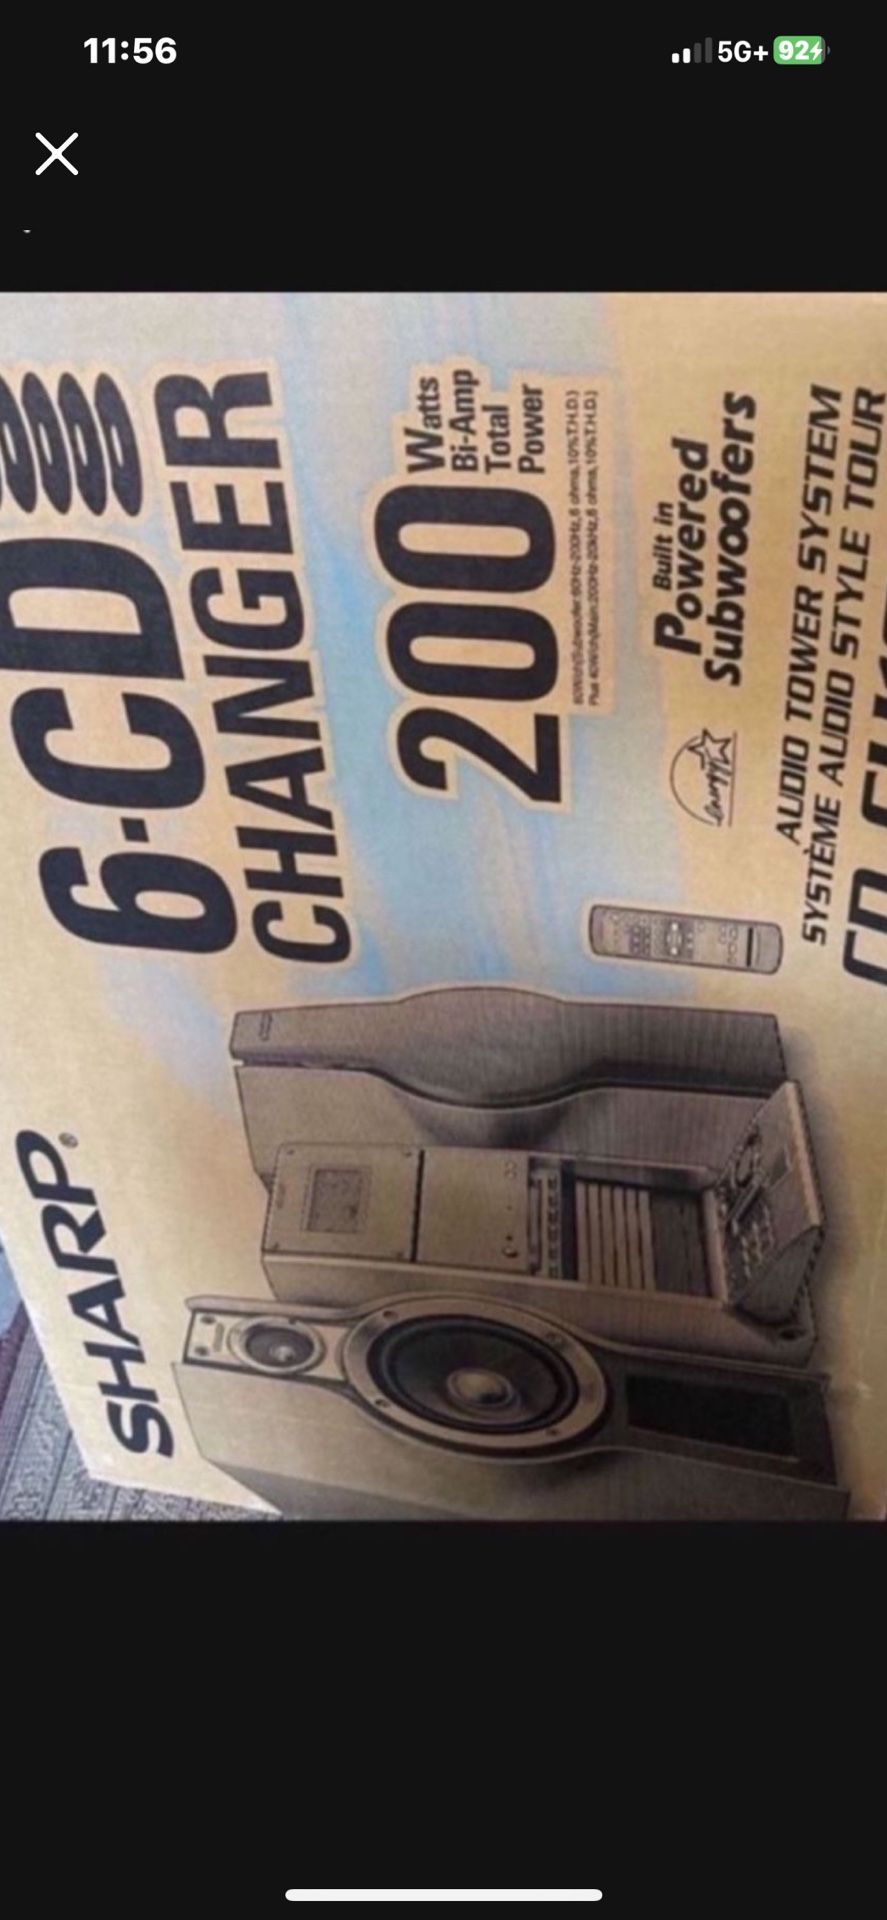 11:56
5G+ 92
SHARP®
6-CD
CHANGER
200 Watts
Bi-Amp
Total
Power
Built in
Powered
Subwoofers
energy
AUDIO TOWER SYSTEM
SYSTÈME AUDIO STYLE TOUR